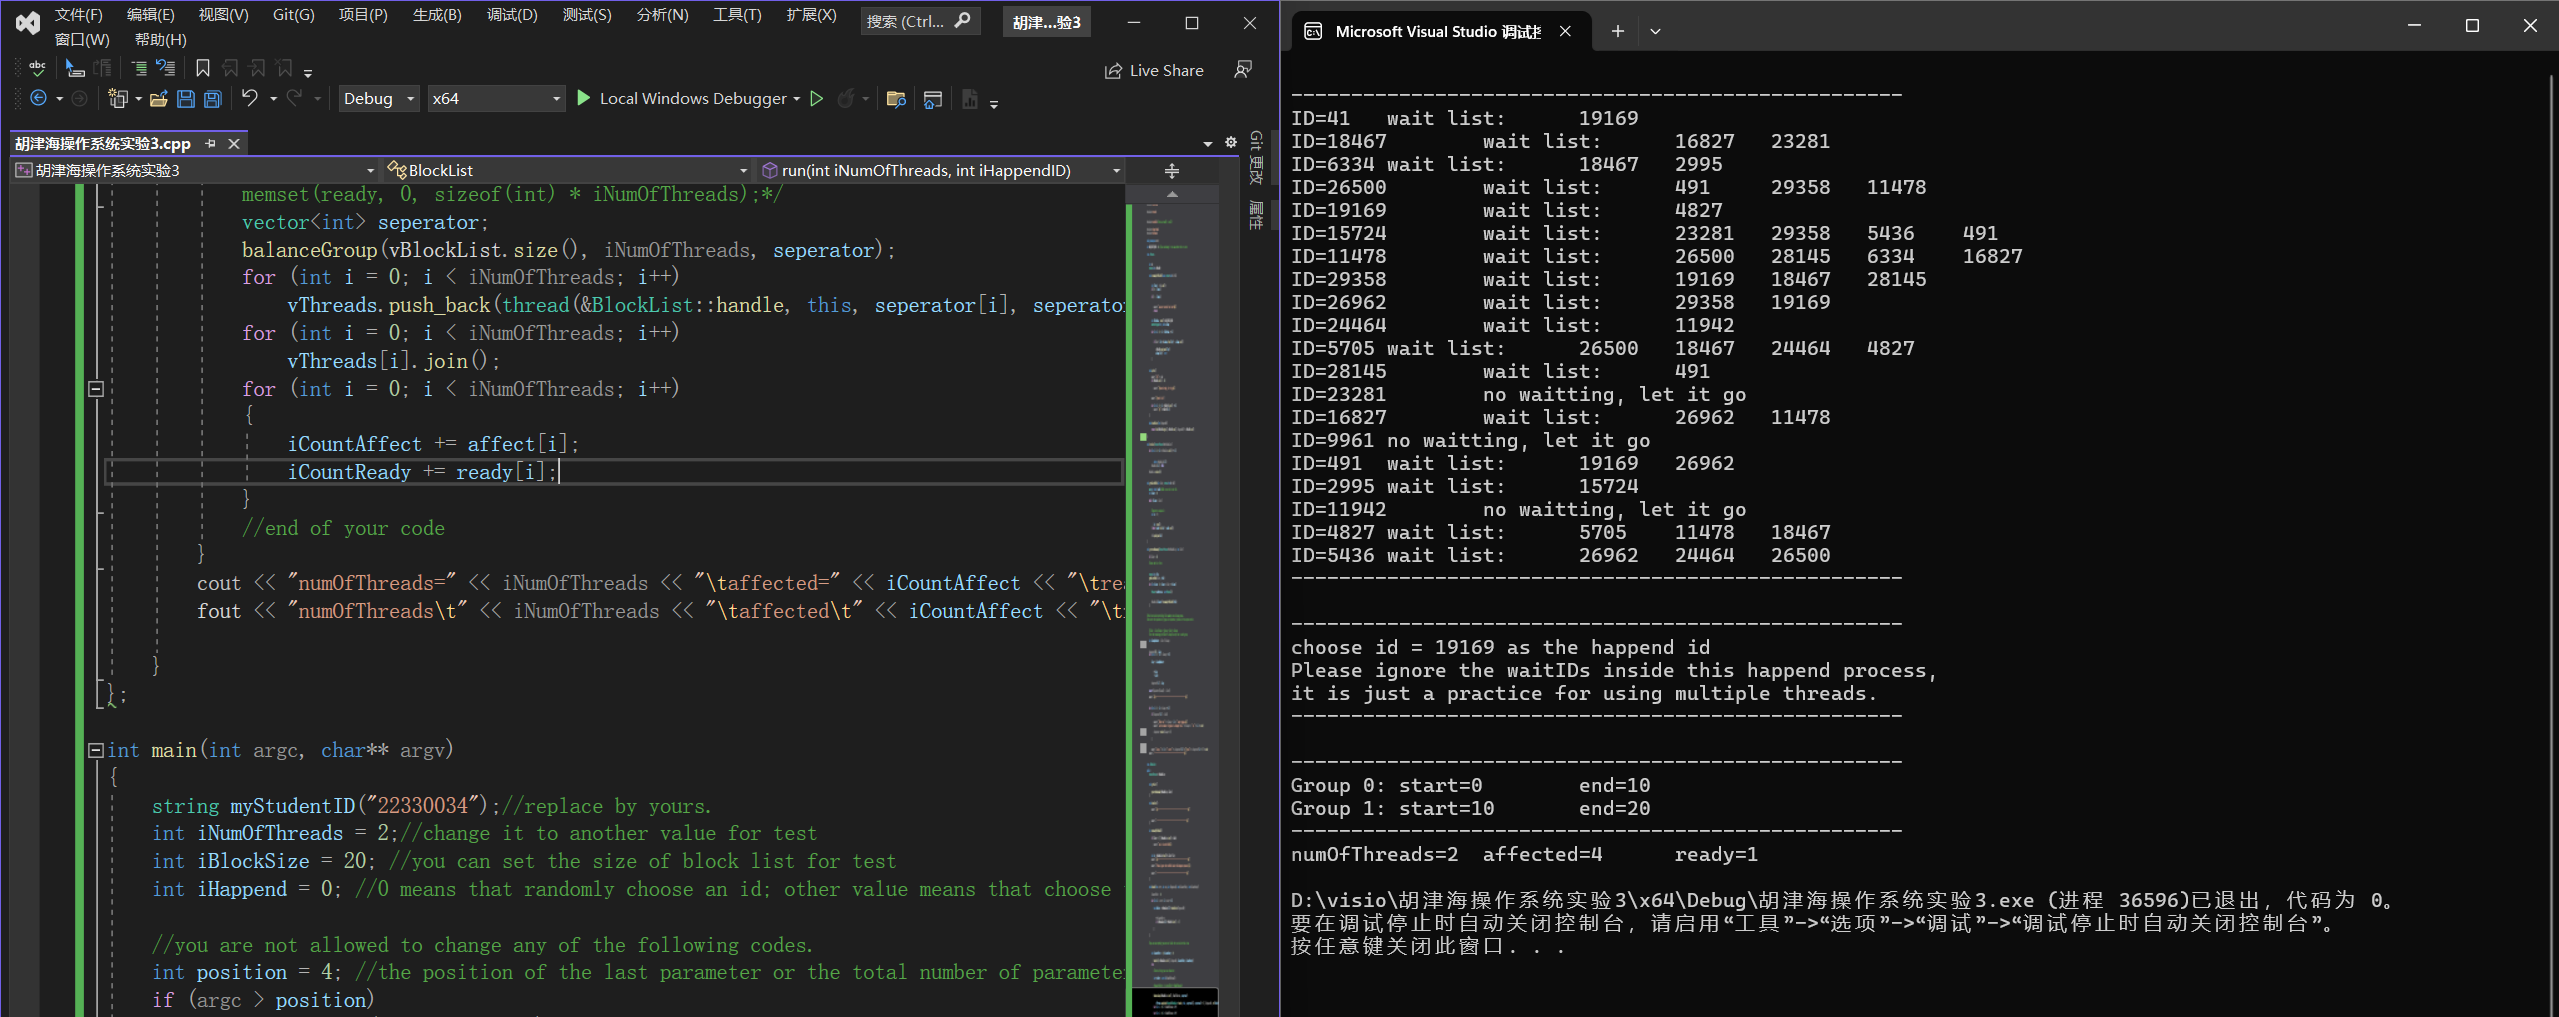 文件(F) 编辑(E) 视图(V) Git(G) 项目(P) 生成(B) 调试(D) 测试(S) 分析(N) 工具(T) 扩展(X) 搜索 (Ctrl... 胡津...验3
窗口(W) 帮助(H)
abc
Live Share
Debug x64 Local Windows Debugger
胡津海操作系统实验3.cpp
胡津海操作系统实验3 BlockList run(int iNumOfThreads, int iHappendID)
Git 更改
属性
memset(ready, 0, sizeof(int) * iNumOfThreads);*/
vector<int> seperator;
balanceGroup(vBlockList.size(), iNumOfThreads, seperator);
for (int i = 0; i < iNumOfThreads; i++)
vThreads.push_back(thread(&BlockList::handle, this, seperator[i], seperator
for (int i = 0; i < iNumOfThreads; i++)
vThreads[i].join();
for (int i = 0; i < iNumOfThreads; i++)
{
iCountAffect += affect[i];
iCountReady += ready[i];
}
//end of your code
}
cout << "numOfThreads=" << iNumOfThreads << "\taffected=" << iCountAffect << "\trea
fout << "numOfThreads\t" << iNumOfThreads << "\taffected\t" << iCountAffect << "\t
}
};
int main(int argc, char** argv)
{
string myStudentID("22330034");//replace by yours.
int iNumOfThreads = 2;//change it to another value for test
int iBlockSize = 20; //you can set the size of block list for test
int iHappend = 0; //0 means that randomly choose an id; other value means that choose
//you are not allowed to change any of the following codes.
int position = 4; //the position of the last parameter or the total number of paramete
if (argc > position)
Microsoft Visual Studio 调试
---------------------------------------------------
ID=41 wait list: 19169
ID=18467 wait list: 16827 23281
ID=6334 wait list: 18467 2995
ID=26500 wait list: 491 29358 11478
ID=19169 wait list: 4827
ID=15724 wait list: 23281 29358 5436 491
ID=11478 wait list: 26500 28145 6334 16827
ID=29358 wait list: 19169 18467 28145
ID=26962 wait list: 29358 19169
ID=24464 wait list: 11942
ID=5705 wait list: 26500 18467 24464 4827
ID=28145 wait list: 491
ID=23281 no waitting, let it go
ID=16827 wait list: 26962 11478
ID=9961 no waitting, let it go
ID=491 wait list: 19169 26962
ID=2995 wait list: 15724
ID=11942 no waitting, let it go
ID=4827 wait list: 5705 11478 18467
ID=5436 wait list: 26962 24464 26500
---------------------------------------------------
---------------------------------------------------
choose id = 19169 as the happend id
Please ignore the waitIDs inside this happend process,
it is just a practice for using multiple threads.
---------------------------------------------------
---------------------------------------------------
Group 0: start=0 end=10
Group 1: start=10 end=20
---------------------------------------------------
numOfThreads=2 affected=4 ready=1
D:\visio\胡津海操作系统实验3\x64\Debug\胡津海操作系统实验3.exe (进程 36596)已退出，代码为 0。
要在调试停止时自动关闭控制台，请启用“工具”->“选项”->“调试”->“调试停止时自动关闭控制台”。
按任意键关闭此窗口. . .